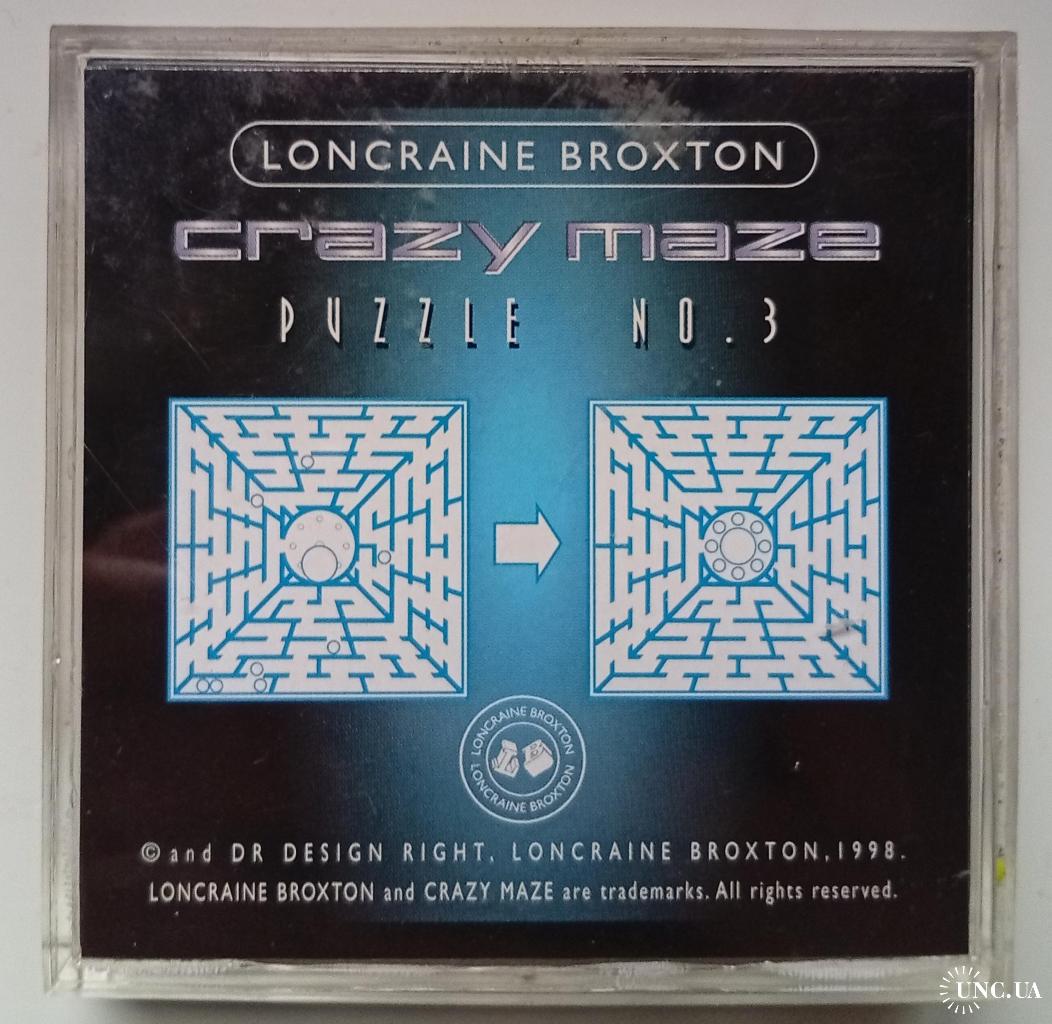 LONCRAINE BROXTON
crazy maze
PUZZLE NO.3
LONCRAINE BROXTON
LONCRAINE BROXTON
© and DR DESIGN RIGHT, LONCRAINE BROXTON, 1998.
LONCRAINE BROXTON and CRAZY MAZE are trademarks. All rights reserved.
UNC.UA